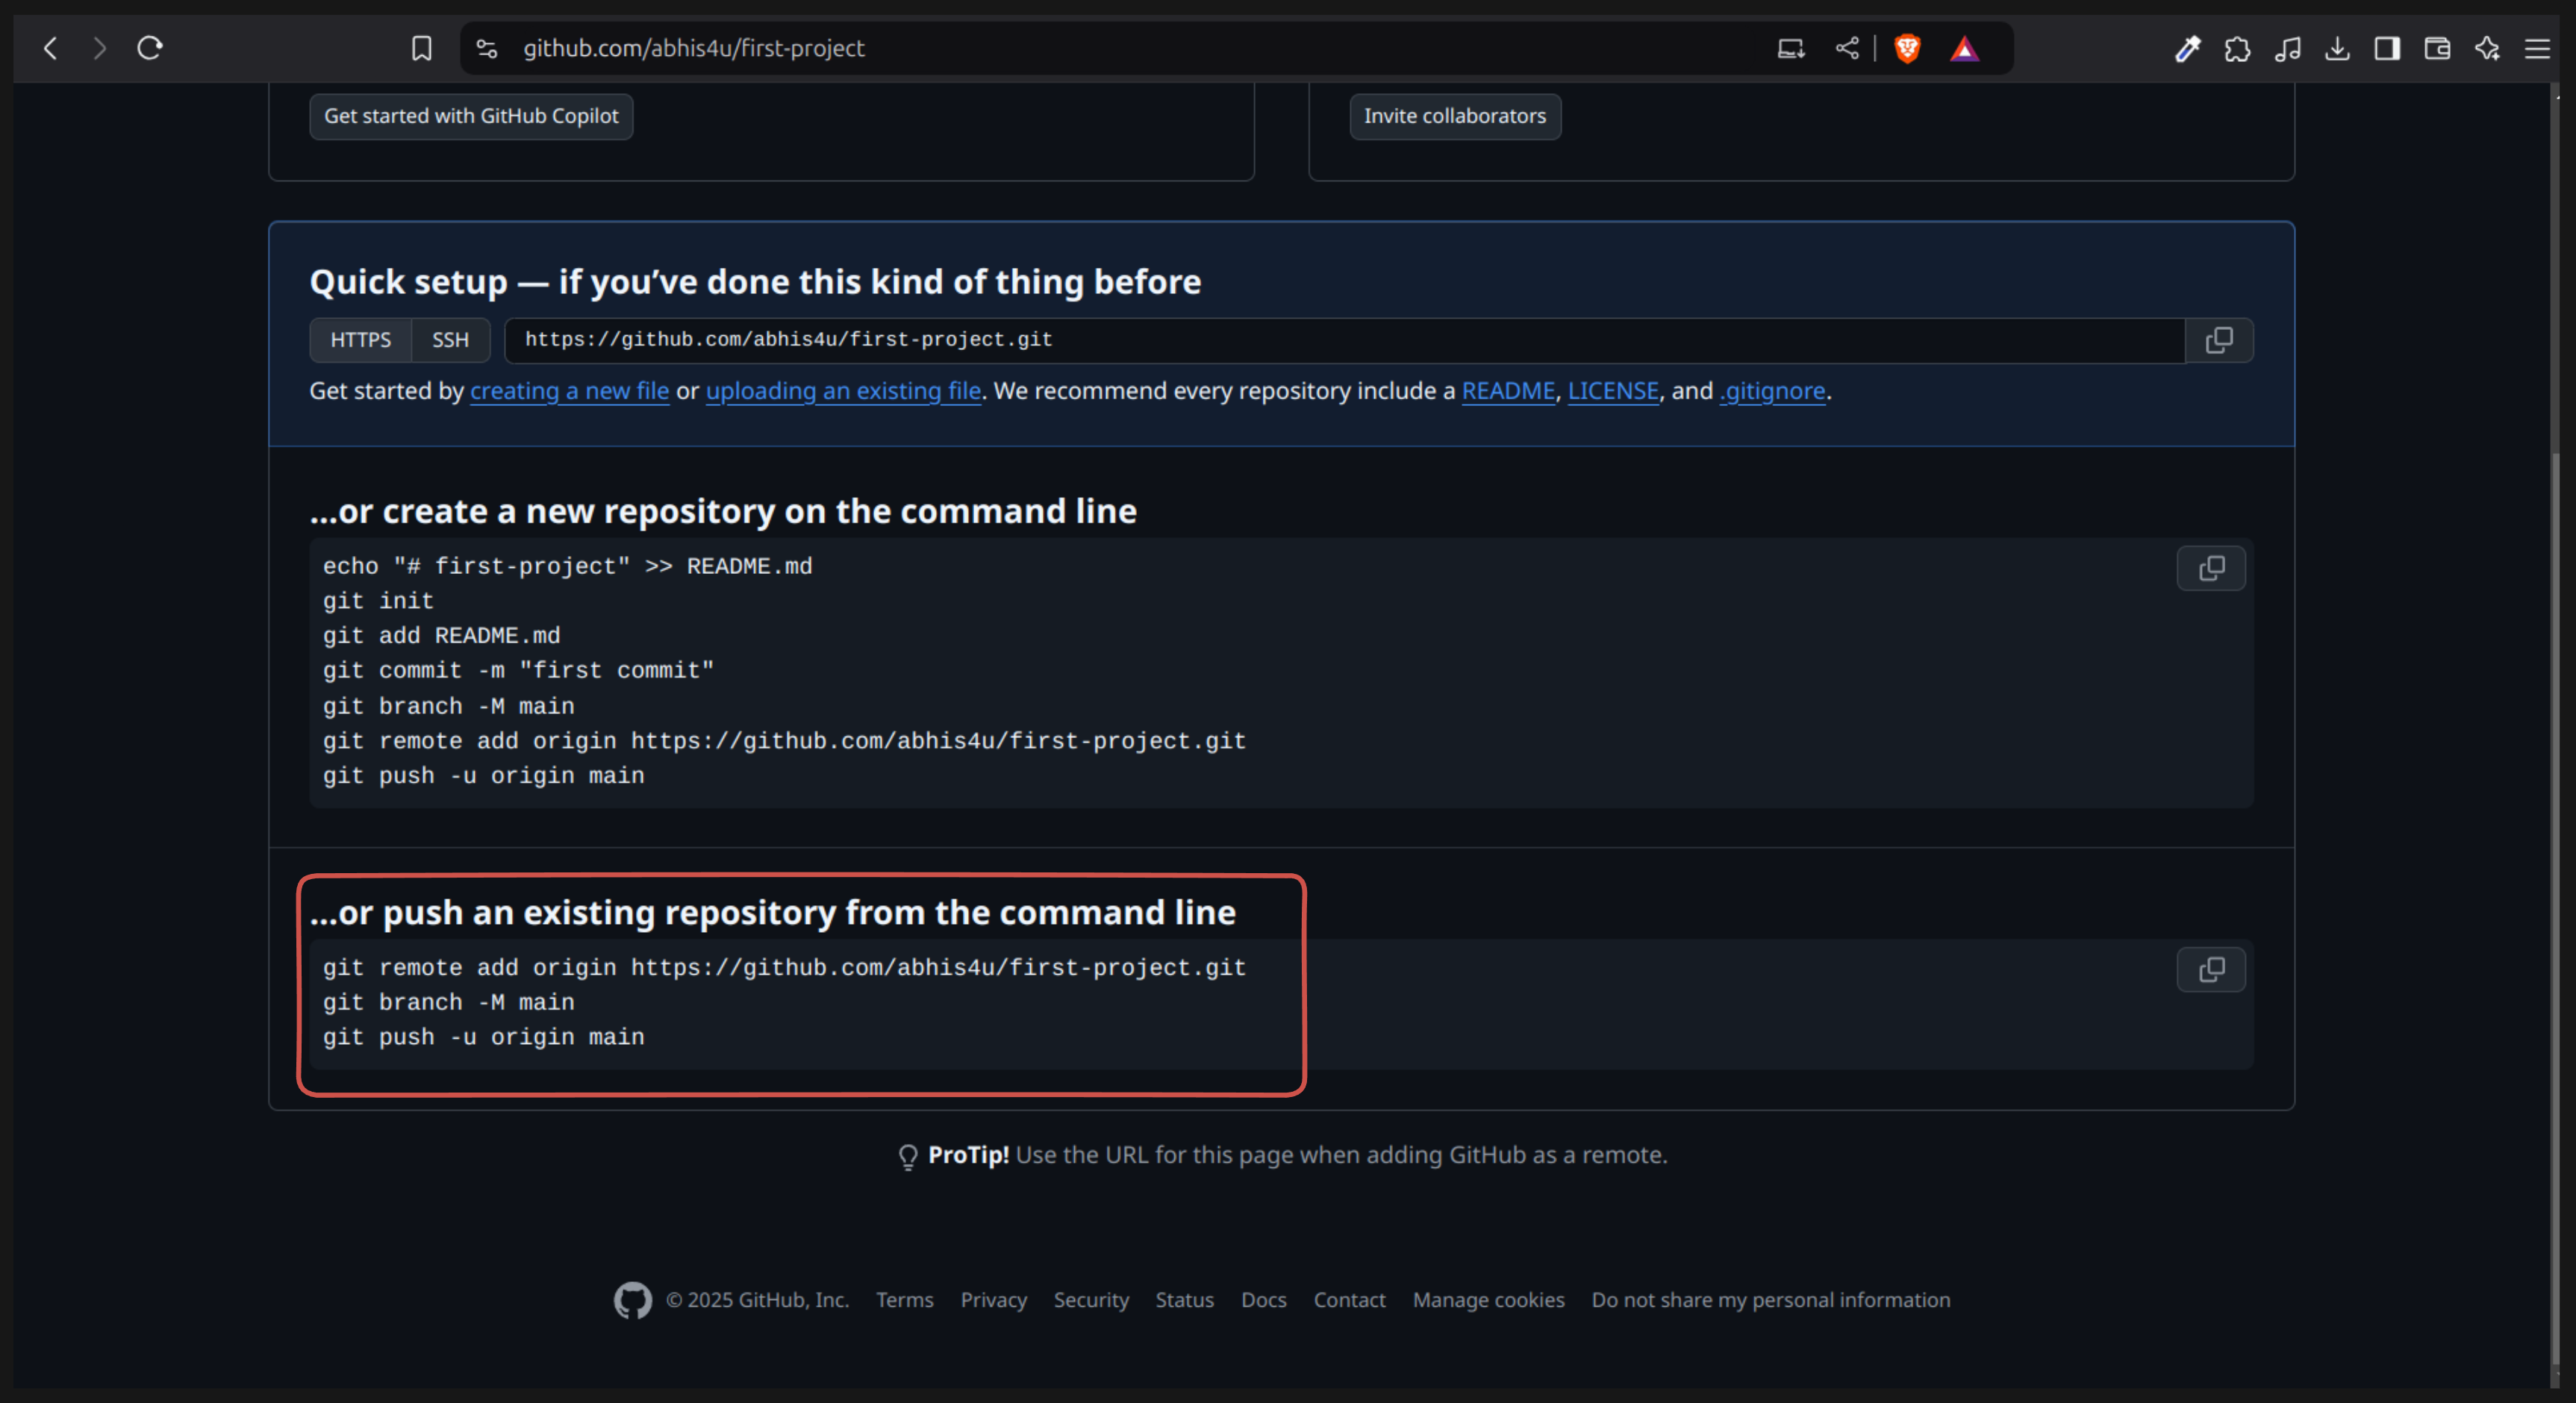 github.com/abhis4u/first-project
Get started with GitHub Copilot
Invite collaborators
Quick setup — if you’ve done this kind of thing before
HTTPS
SSH
https://github.com/abhis4u/first-project.git
Get started by creating a new file or uploading an existing file. We recommend every repository include a README, LICENSE, and .gitignore.
…or create a new repository on the command line
echo "# first-project" >> README.md
git init
git add README.md
git commit -m "first commit"
git branch -M main
git remote add origin https://github.com/abhis4u/first-project.git
git push -u origin main
…or push an existing repository from the command line
git remote add origin https://github.com/abhis4u/first-project.git
git branch -M main
git push -u origin main
ProTip! Use the URL for this page when adding GitHub as a remote.
© 2025 GitHub, Inc. Terms Privacy Security Status Docs Contact Manage cookies Do not share my personal information